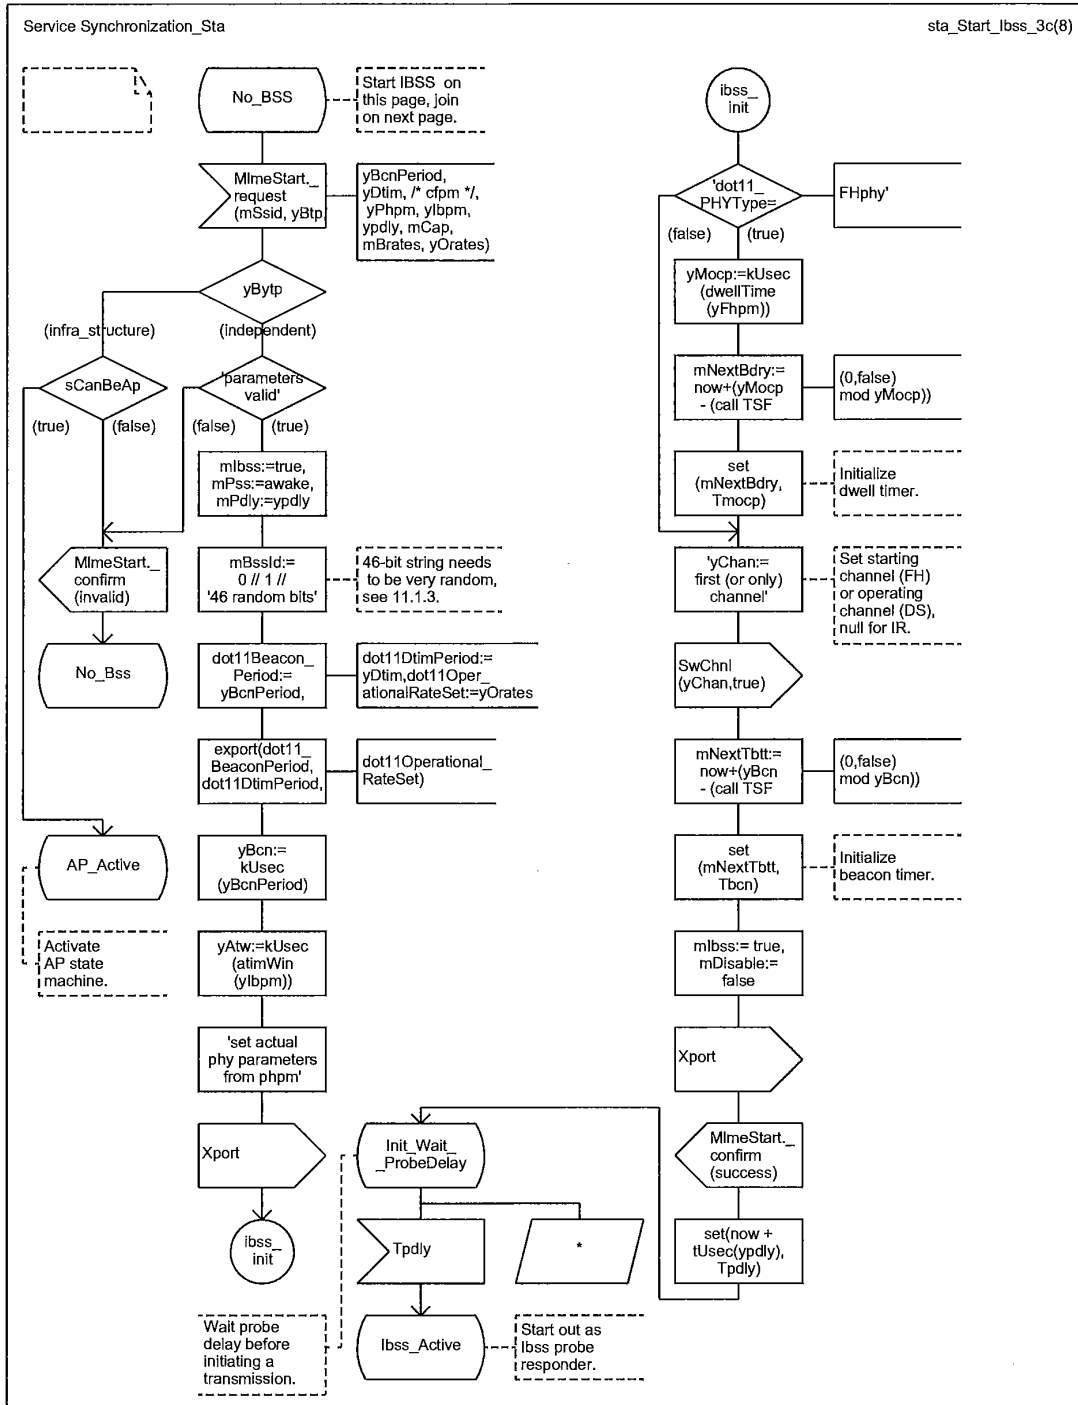 Service Synchronization_Sta
sta_Start_Ibss_3c(8)
No_BSS
Start IBSS on
this page, join
on next page.
MlmeStart._
request
(mSsid, yBtp,
yBcnPeriod,
yDtim, /* cfpm */,
yPhpm, yIbpm,
ypdly, mCap,
mBrates, yOrates)
yBytp
(infra_structure)
(independent)
sCanBeAp
'parameters
valid'
(true)
(false)
(false)
(true)
mIbss:=true,
mPss:=awake,
mPdly:=ypdly
MlmeStart._
confirm
(invalid)
mBssId:=
0 // 1 //
'46 random bits'
46-bit string needs
to be very random,
see 11.1.3.
No_Bss
dot11Beacon_
Period:=
yBcnPeriod,
dot11DtimPeriod:=
yDtim,dot11Oper_
ationalRateSet:=yOrates
export(dot11_
BeaconPeriod,
dot11DtimPeriod,
dot11Operational_
RateSet)
AP_Active
yBcn:=
kUsec
(yBcnPeriod)
Activate
AP state
machine.
yAtw:=kUsec
(atimWin
(yIbpm))
'set actual
phy parameters
from phpm'
Xport
ibss_
init
Init_Wait_
_ProbeDelay
Tpdly
*
Wait probe
delay before
initiating a
transmission.
Ibss_Active
Start out as
Ibss probe
responder.
ibss_
init
'dot11_
PHYType=
FHphy'
(false)
(true)
yMocp:=kUsec
(dwellTime
(yFhpm))
mNextBdry:=
now+(yMocp
- (call TSF
(0,false)
mod yMocp))
set
(mNextBdry,
Tmocp)
Initialize
dwell timer.
'yChan:=
first (or only)
channel'
Set starting
channel (FH)
or operating
channel (DS),
null for IR.
SwChnl
(yChan,true)
mNextTbtt:=
now+(yBcn
- (call TSF
(0,false)
mod yBcn))
set
(mNextTbtt,
Tbcn)
Initialize
beacon timer.
mIbss:= true,
mDisable:=
false
Xport
MlmeStart._
confirm
(success)
set(now +
tUsec(ypdly),
Tpdly)